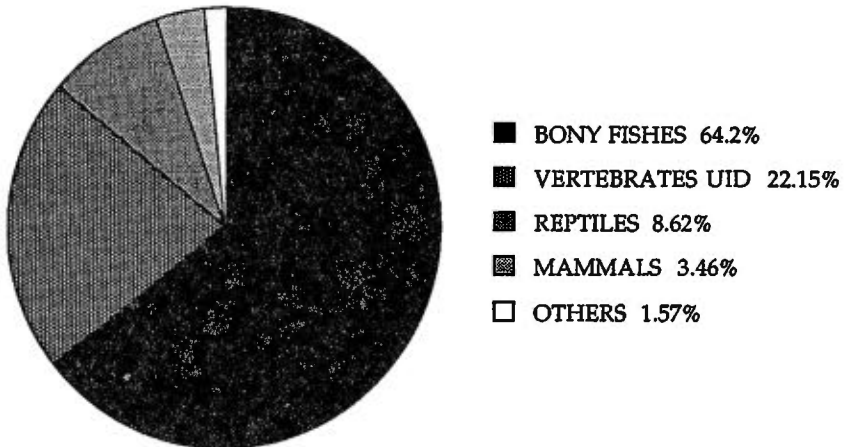 BONY FISHES 64.2%
VERTEBRATES UID 22.15%
REPTILES 8.62%
MAMMALS 3.46%
OTHERS 1.57%